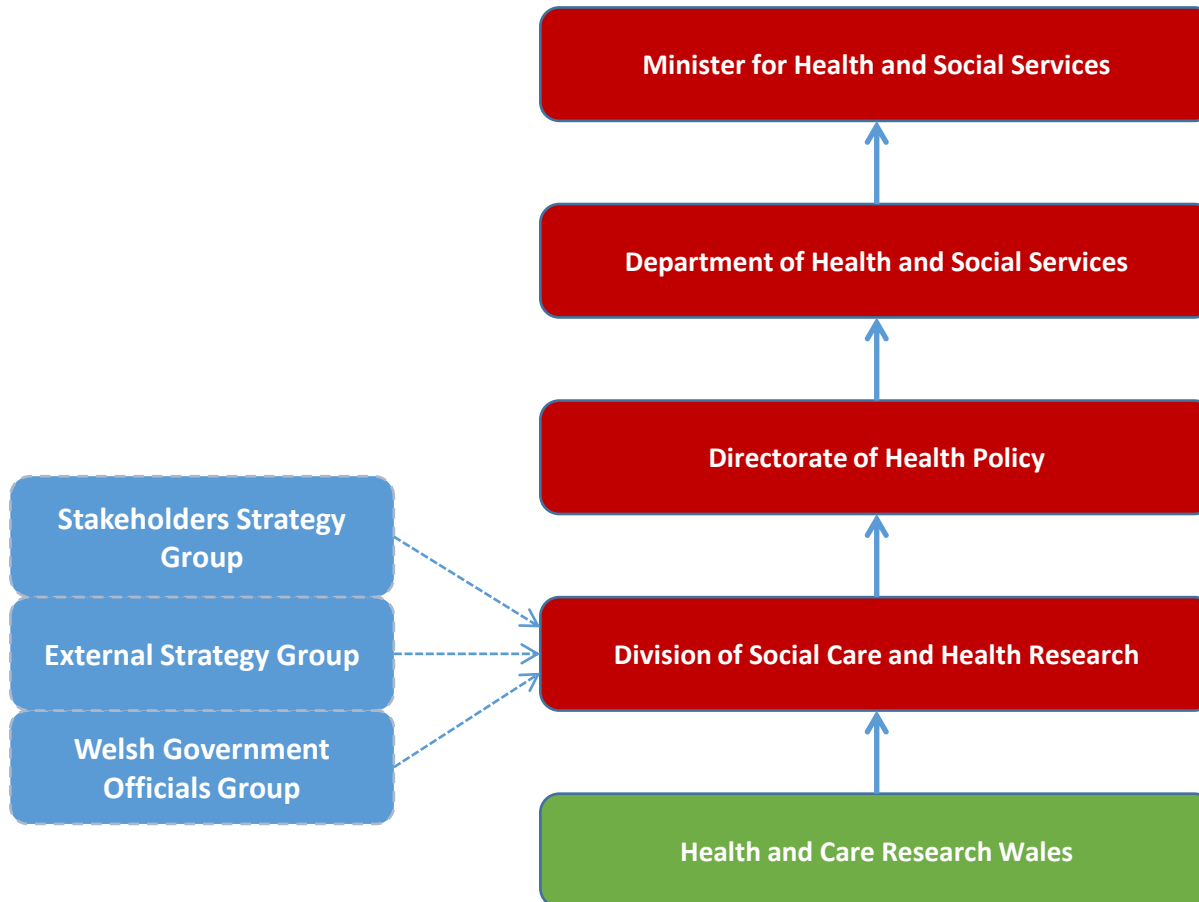 Minister for Health and Social Services
Department of Health and Social Services
Directorate of Health Policy
Stakeholders Strategy
Group
External Strategy Group
Welsh Government
Officials Group
Division of Social Care and Health Research
Health and Care Research Wales